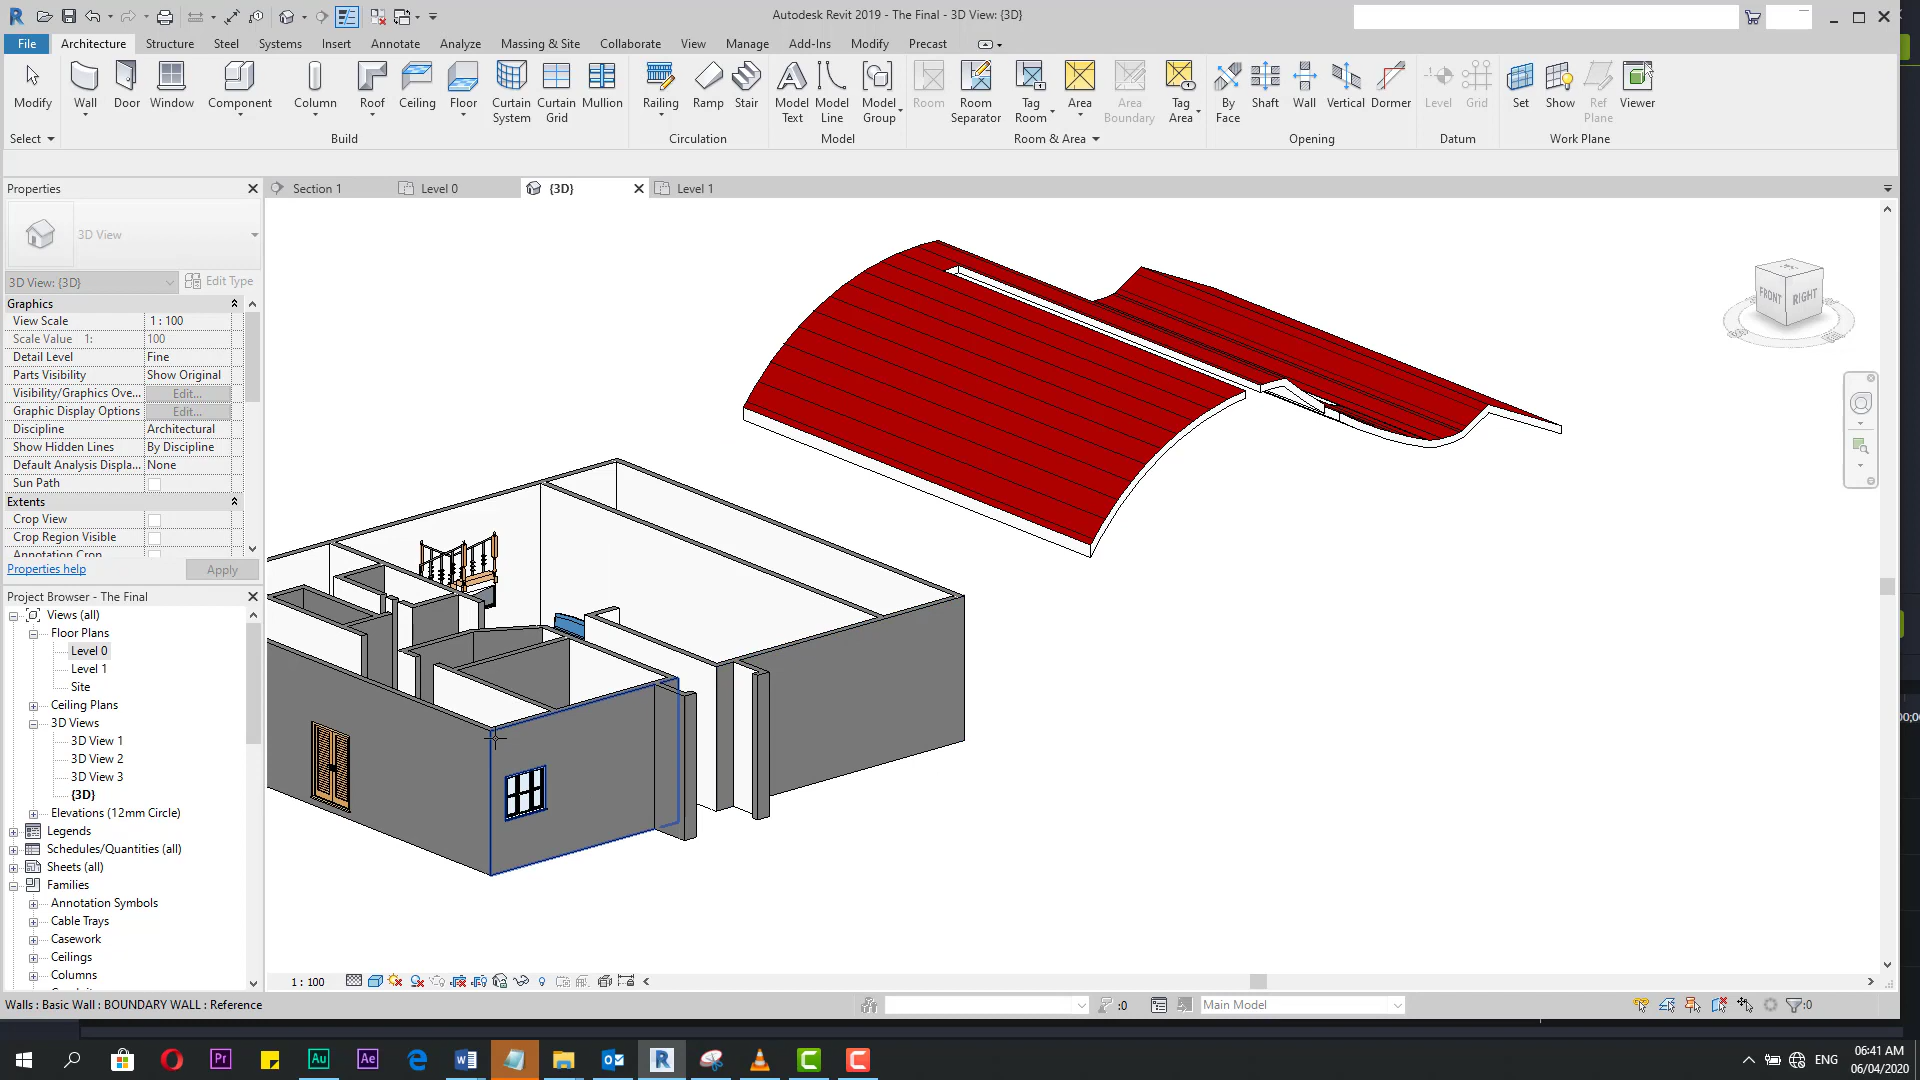 Autodesk Revit 2019 - The Final - 3D View: {3D}
File Architecture Structure Steel Systems Insert Annotate Analyze Massing & Site Collaborate View Manage Add-Ins Modify Precast
Modify Wall Door Window Component Column Roof Ceiling Floor Curtain System Curtain Grid Mullion Railing Ramp Stair Model Text Model Line Model Group Room Room Separator Tag Room Area Area Boundary Tag Area By Face Shaft Wall Vertical Dormer Level Grid Set Show Ref Plane Viewer
Select Build Circulation Model Room & Area Opening Datum Work Plane
Properties
Section 1 Level 0 {3D} Level 1
3D View
3D View: {3D} Edit Type
Graphics
View Scale 1 : 100
Scale Value 1: 100
Detail Level Fine
Parts Visibility Show Original
Visibility/Graphics Ove... Edit...
Graphic Display Options Edit...
Discipline Architectural
Show Hidden Lines By Discipline
Default Analysis Displa... None
Sun Path
Extents
Crop View
Crop Region Visible
Annotation Crop
Properties help Apply
FRONT RIGHT
Project Browser - The Final
Views (all)
Floor Plans
Level 0
Level 1
Site
Ceiling Plans
3D Views
3D View 1
3D View 2
3D View 3
{3D}
Elevations (12mm Circle)
Legends
Schedules/Quantities (all)
Sheets (all)
Families
Annotation Symbols
Cable Trays
Casework
Ceilings
Columns
1 : 100
Walls : Basic Wall : BOUNDARY WALL : Reference
:0 Main Model :0
Pr Au Ae
ENG
06:41 AM
06/04/2020